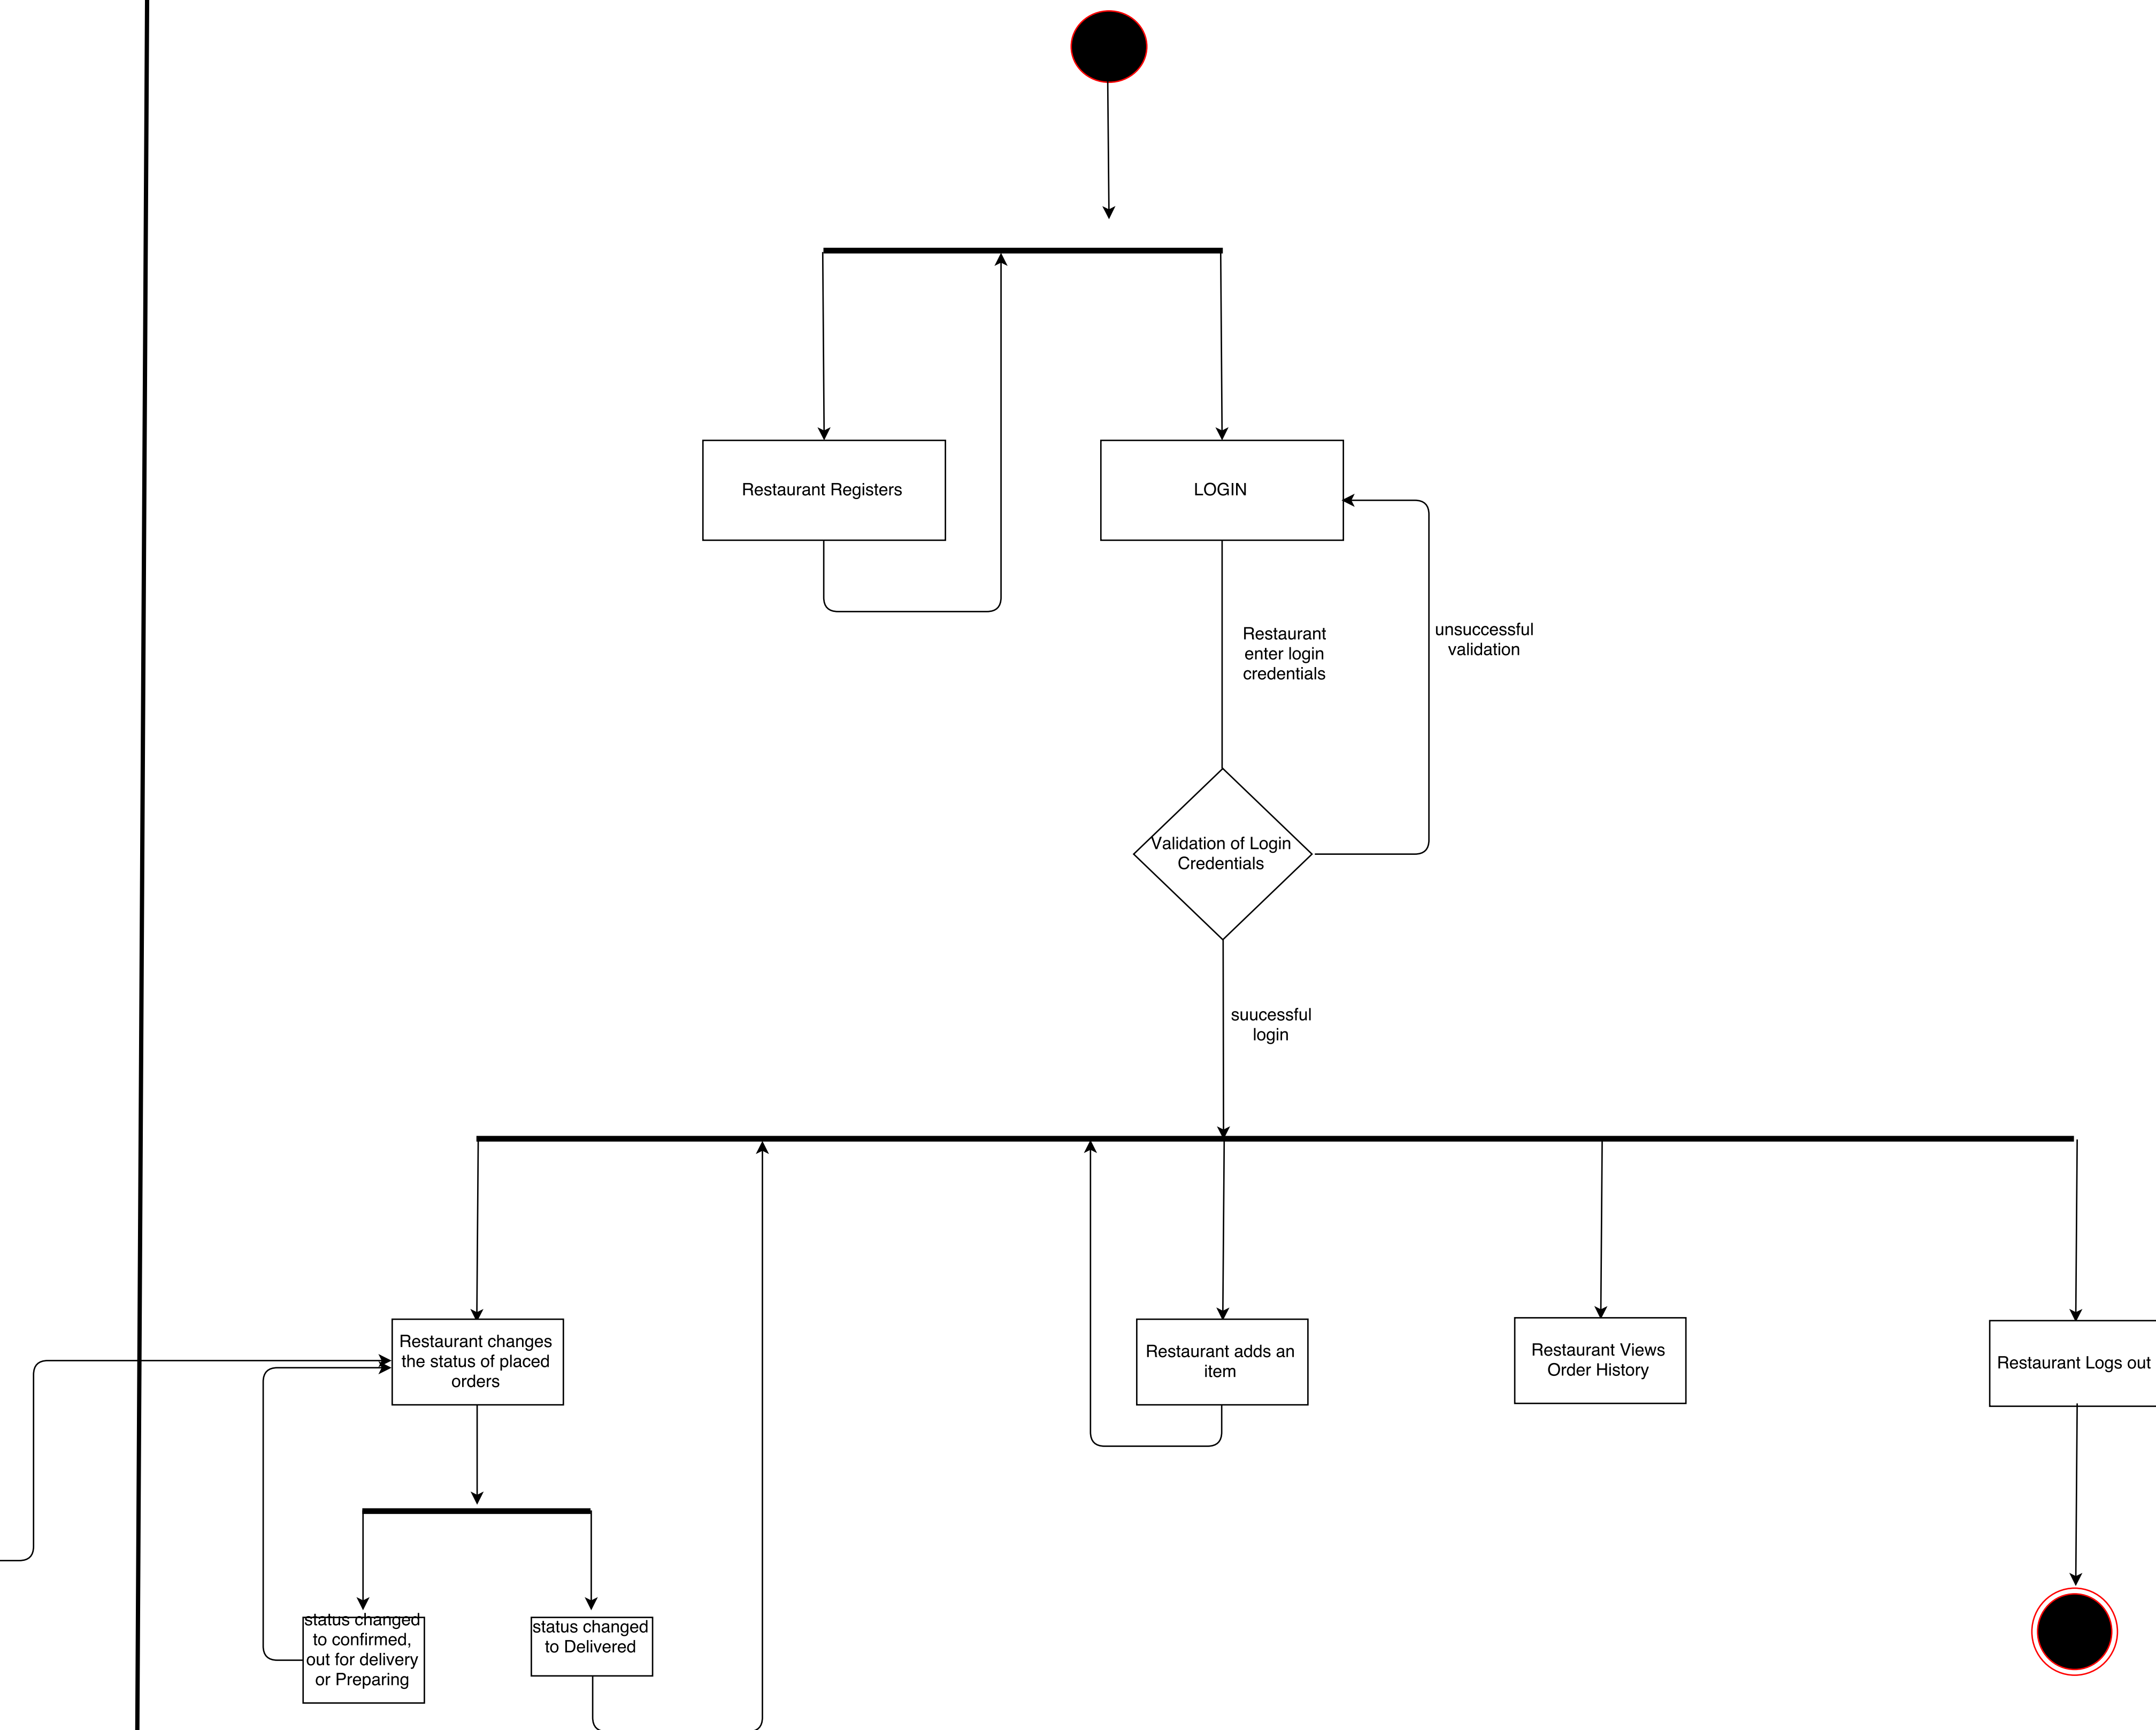 Restaurant Registers
LOGIN
Restaurant
enter login
credentials
unsuccessful
validation
Validation of Login
Credentials
suucessful
login
Restaurant changes
the status of placed
orders
Restaurant adds an
item
Restaurant Views
Order History
Restaurant Logs out
status changed
to confirmed,
out for delivery
or Preparing
status changed
to Delivered